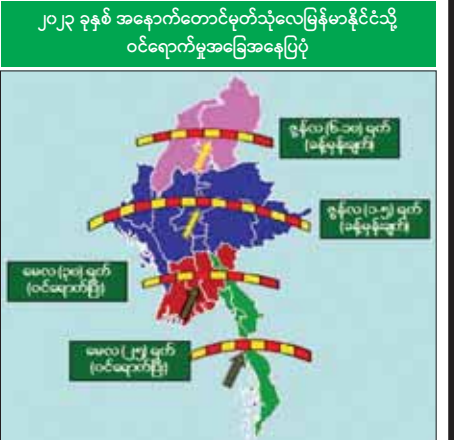 ၂၀၂၃ ခုနှစ် အနောက်တောင်မုတ်သုံလေမြန်မာနိုင်ငံသို့
ဝင်ရောက်မှုအခြေအနေပြပုံ
ဇွန်လ (၆-၁၀) ရက်
(ခန့်မှန်းချက်)
ဇွန်လ (၁-၅) ရက်
(ခန့်မှန်းချက်)
မေလ (၃၀) ရက်
(ဝင်ရောက်ပြီး)
မေလ (၂၅) ရက်
(ဝင်ရောက်ပြီး)